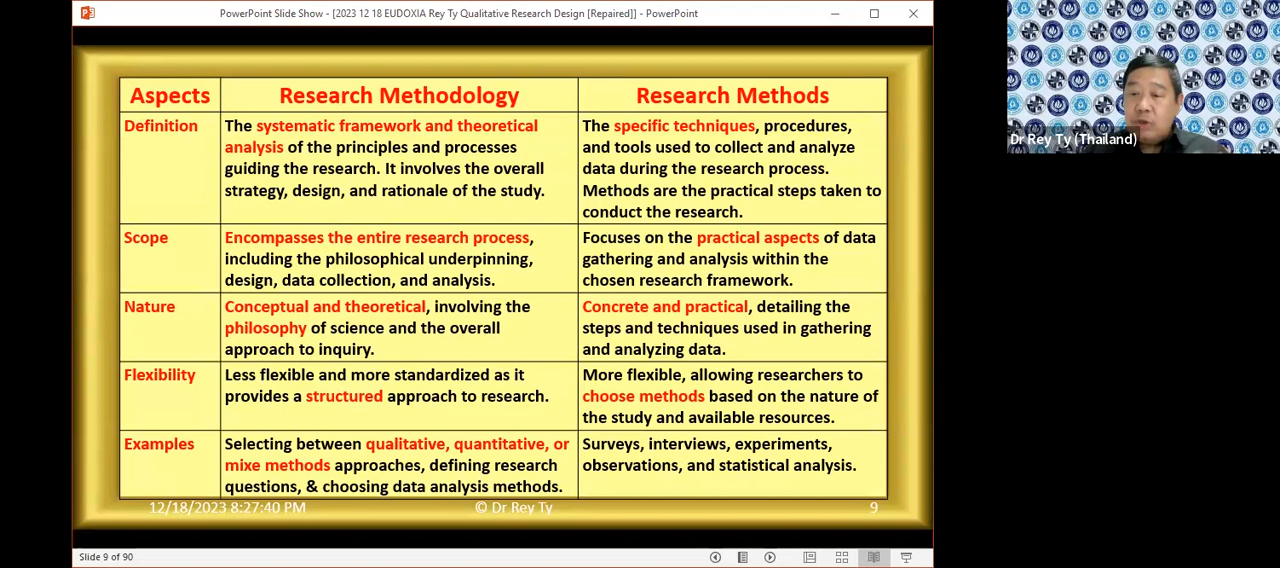 PowerPoint Slide Show - [2023 12 18 EUDOXIA Rey Ty Qualitative Research Design [Repaired]] - PowerPoint
Aspects
Research Methodology
Research Methods
Definition
The systematic framework and theoretical
analysis of the principles and processes
guiding the research. It involves the overall
strategy, design, and rationale of the study.
The specific techniques, procedures,
and tools used to collect and analyze
data during the research process.
Methods are the practical steps taken to
conduct the research.
Scope
Encompasses the entire research process,
including the philosophical underpinning,
design, data collection, and analysis.
Focuses on the practical aspects of data
gathering and analysis within the
chosen research framework.
Nature
Conceptual and theoretical, involving the
philosophy of science and the overall
approach to inquiry.
Concrete and practical, detailing the
steps and techniques used in gathering
and analyzing data.
Flexibility
Less flexible and more standardized as it
provides a structured approach to research.
More flexible, allowing researchers to
choose methods based on the nature of
the study and available resources.
Examples
Selecting between qualitative, quantitative, or
mixe methods approaches, defining research
questions, & choosing data analysis methods.
Surveys, interviews, experiments,
observations, and statistical analysis.
12/18/2023 8:27:40 PM
© Dr Rey Ty
9
Slide 9 of 90
Dr Rey Ty (Thailand)